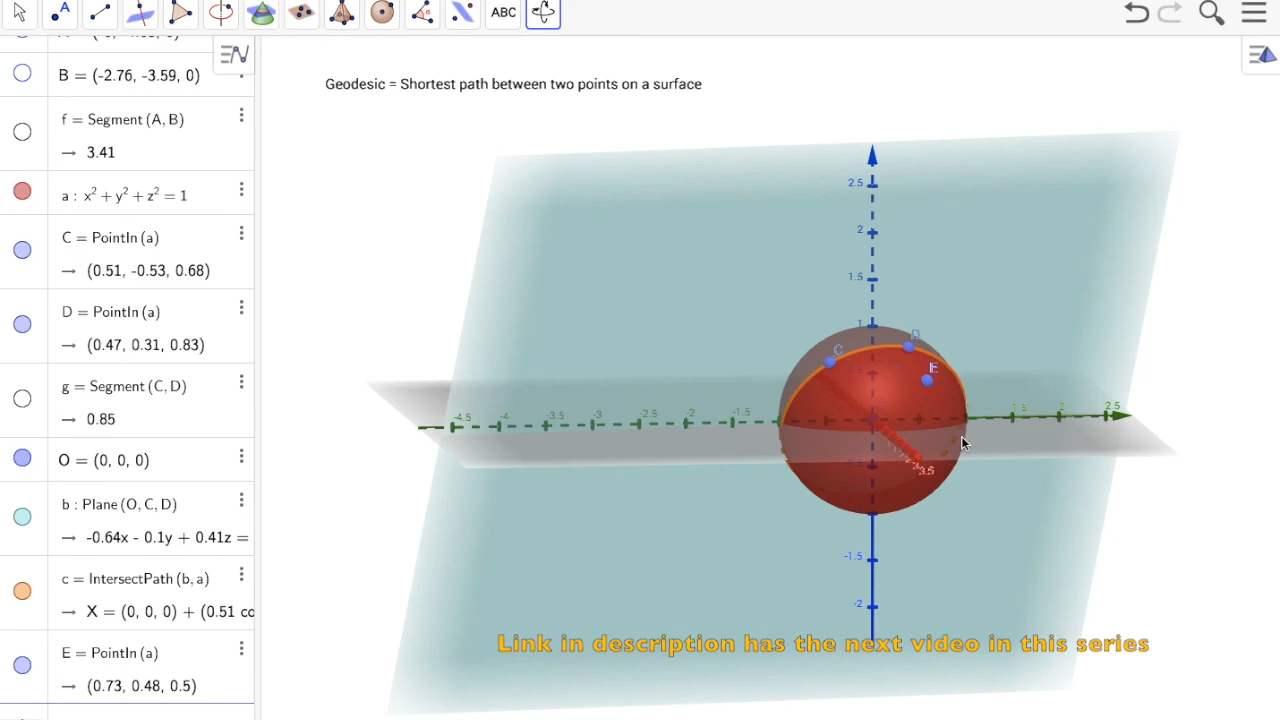 ABC
B = (-2.76, -3.59, 0)
f = Segment (A, B)
→ 3.41
a : x² + y² + z² = 1
C = PointIn (a)
→ (0.51, -0.53, 0.68)
D = PointIn (a)
→ (0.47, 0.31, 0.83)
g = Segment (C, D)
→ 0.85
O = (0, 0, 0)
b : Plane (O, C, D)
→ -0.64x - 0.1y + 0.41z =
c = IntersectPath (b, a)
→ X = (0, 0, 0) + (0.51 co
E = PointIn (a)
→ (0.73, 0.48, 0.5)
Geodesic = Shortest path between two points on a surface
2.5
2
1.5
1
D
C
E
-4.5 -4 -3.5 -3 -2.5 -2 -1.5 1.5 2 2.5
3.5
-1.5
-2
Link in description has the next video in this series